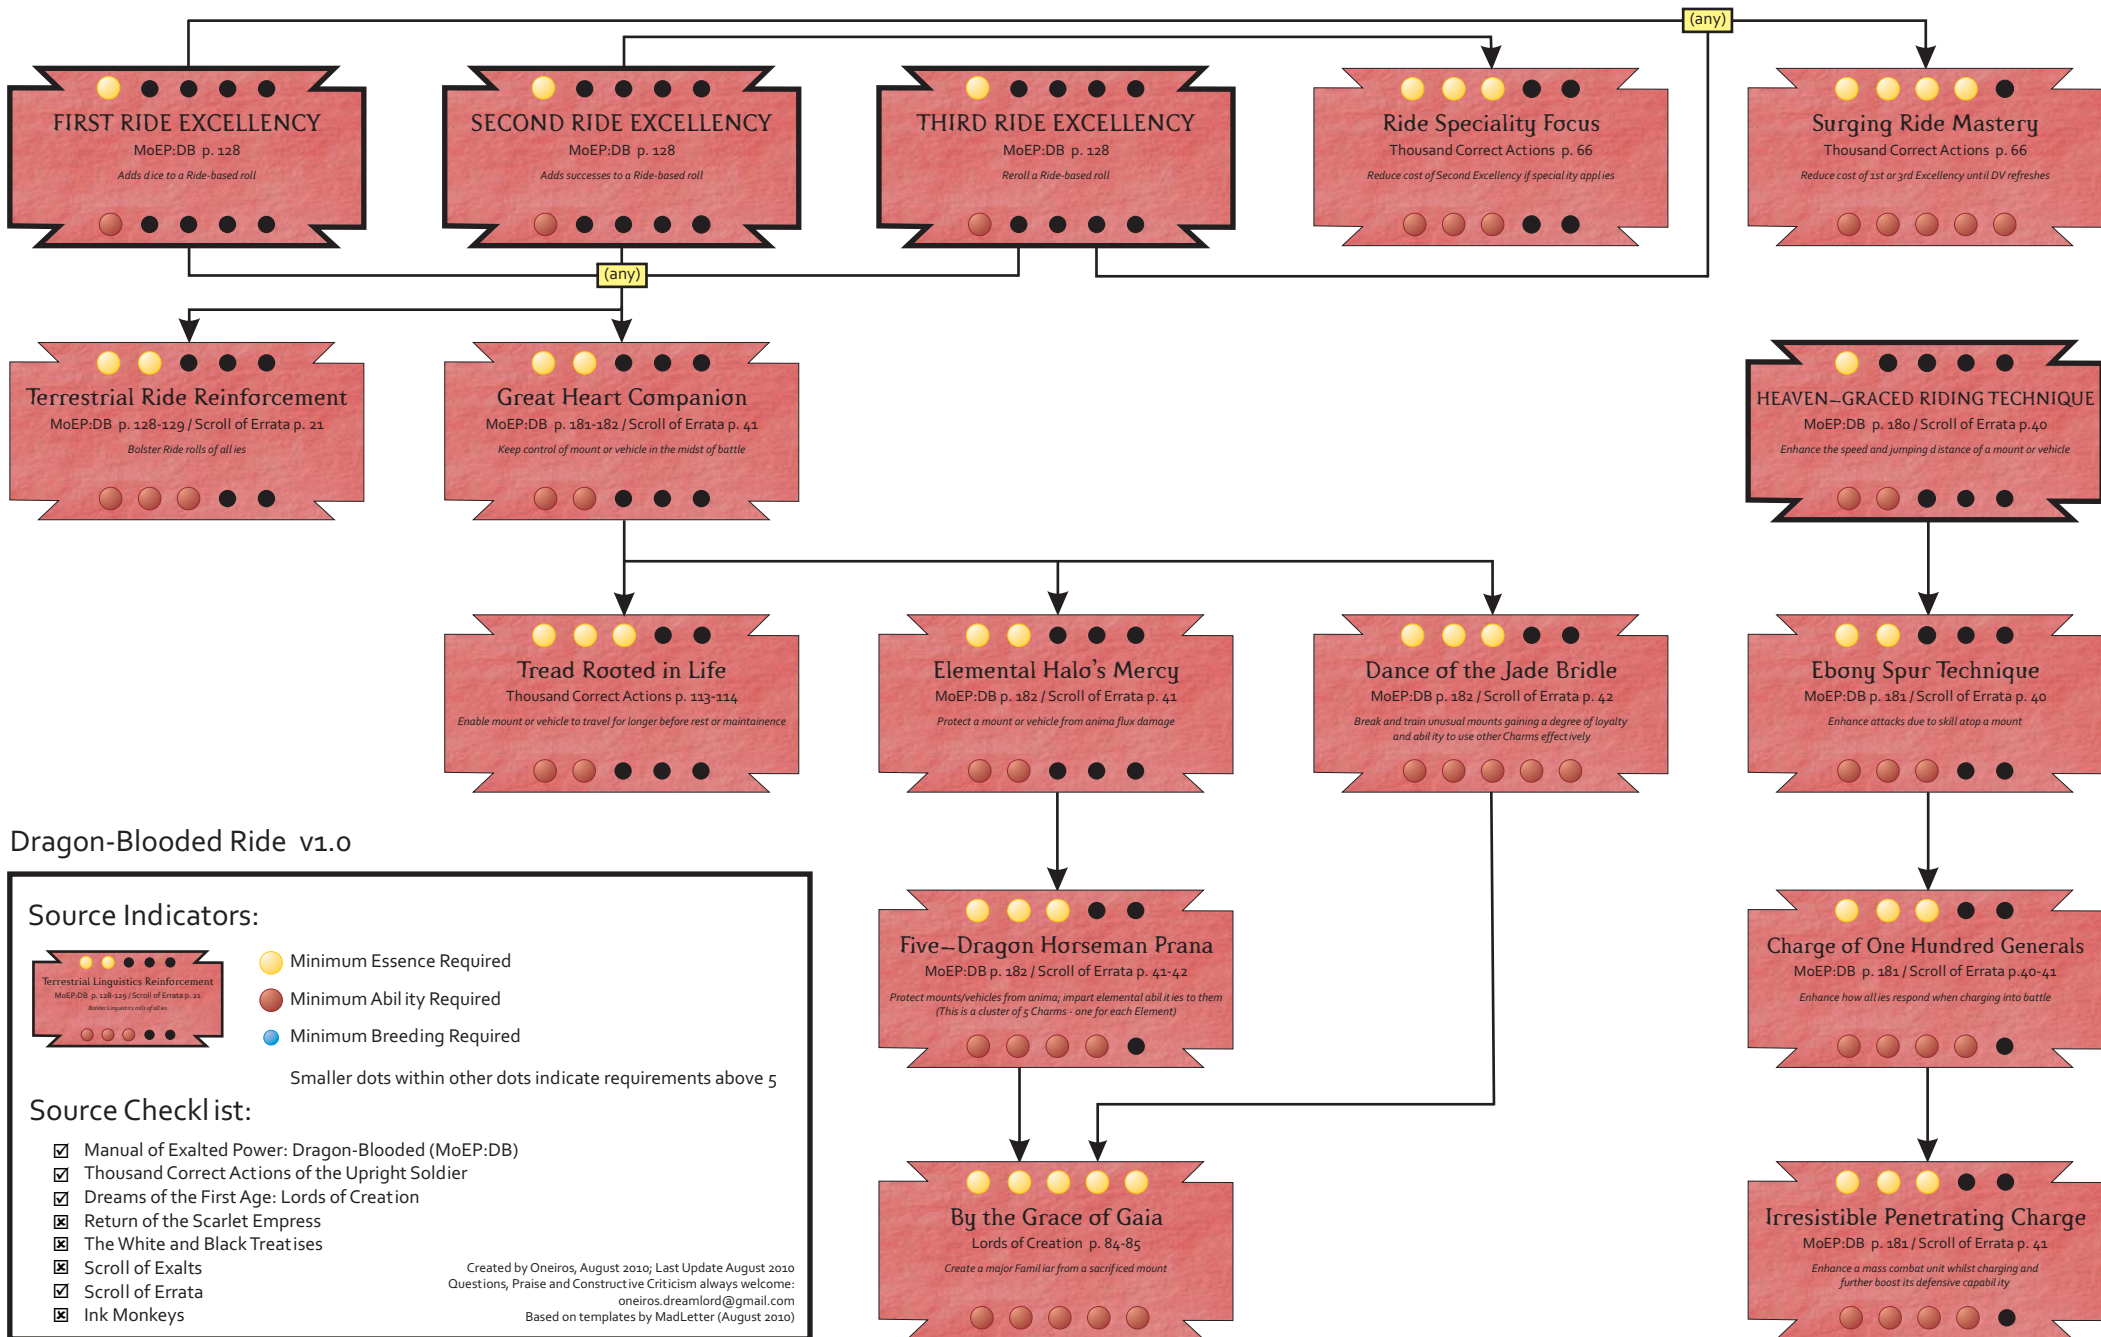 (any)
FIRST RIDE EXCELLENCY
MoEP:DB p. 128
Adds dice to a Ride-based roll
SECOND RIDE EXCELLENCY
MoEP:DB p. 128
Adds successes to a Ride-based roll
THIRD RIDE EXCELLENCY
MoEP:DB p. 128
Reroll a Ride-based roll
Ride Speciality Focus
Thousand Correct Actions p. 66
Reduce cost of Second Excellency if speciality applies
Surging Ride Mastery
Thousand Correct Actions p. 66
Reduce cost of 1st or 3rd Excellency until DV refreshes
(any)
Terrestrial Ride Reinforcement
MoEP:DB p. 128-129 / Scroll of Errata p. 21
Bolster Ride rolls of allies
Great Heart Companion
MoEP:DB p. 181-182 / Scroll of Errata p. 41
Keep control of mount or vehicle in the midst of battle
HEAVEN-GRACED RIDING TECHNIQUE
MoEP:DB p. 180 / Scroll of Errata p.40
Enhance the speed and jumping distance of a mount or vehicle
Tread Rooted in Life
Thousand Correct Actions p. 113-114
Enable mount or vehicle to travel for longer before rest or maintainence
Elemental Halo's Mercy
MoEP:DB p. 182 / Scroll of Errata p. 41
Protect a mount or vehicle from anima flux damage
Dance of the Jade Bridle
MoEP:DB p. 182 / Scroll of Errata p. 42
Break and train unusual mounts gaining a degree of loyalty
and ability to use other Charms effectively
Ebony Spur Technique
MoEP:DB p. 181 / Scroll of Errata p. 40
Enhance attacks due to skill atop a mount
Five-Dragon Horseman Prana
MoEP:DB p. 182 / Scroll of Errata p. 41-42
Protect mounts/vehicles from anima; impart elemental abilities to them
(This is a cluster of 5 Charms - one for each Element)
Charge of One Hundred Generals
MoEP:DB p. 181 / Scroll of Errata p.40-41
Enhance how allies respond when charging into battle
By the Grace of Gaia
Lords of Creation p. 84-85
Create a major Familiar from a sacrificed mount
Irresistible Penetrating Charge
MoEP:DB p. 181 / Scroll of Errata p. 41
Enhance a mass combat unit whilst charging and
further boost its defensive capability
Dragon-Blooded Ride v1.0
Source Indicators:
Terrestrial Linguistics Reinforcement
MoEP:DB p. 128-129 / Scroll of Errata p. 21
Bolster Linguistics rolls of allies
Minimum Essence Required
Minimum Ability Required
Minimum Breeding Required
Smaller dots within other dots indicate requirements above 5
Source Checklist:
Manual of Exalted Power: Dragon-Blooded (MoEP:DB)
Thousand Correct Actions of the Upright Soldier
Dreams of the First Age: Lords of Creation
Return of the Scarlet Empress
The White and Black Treatises
Scroll of Exalts
Scroll of Errata
Ink Monkeys
Created by Oneiros, August 2010; Last Update August 2010
Questions, Praise and Constructive Criticism always welcome:
oneiros.dreamlord@gmail.com
Based on templates by MadLetter (August 2010)